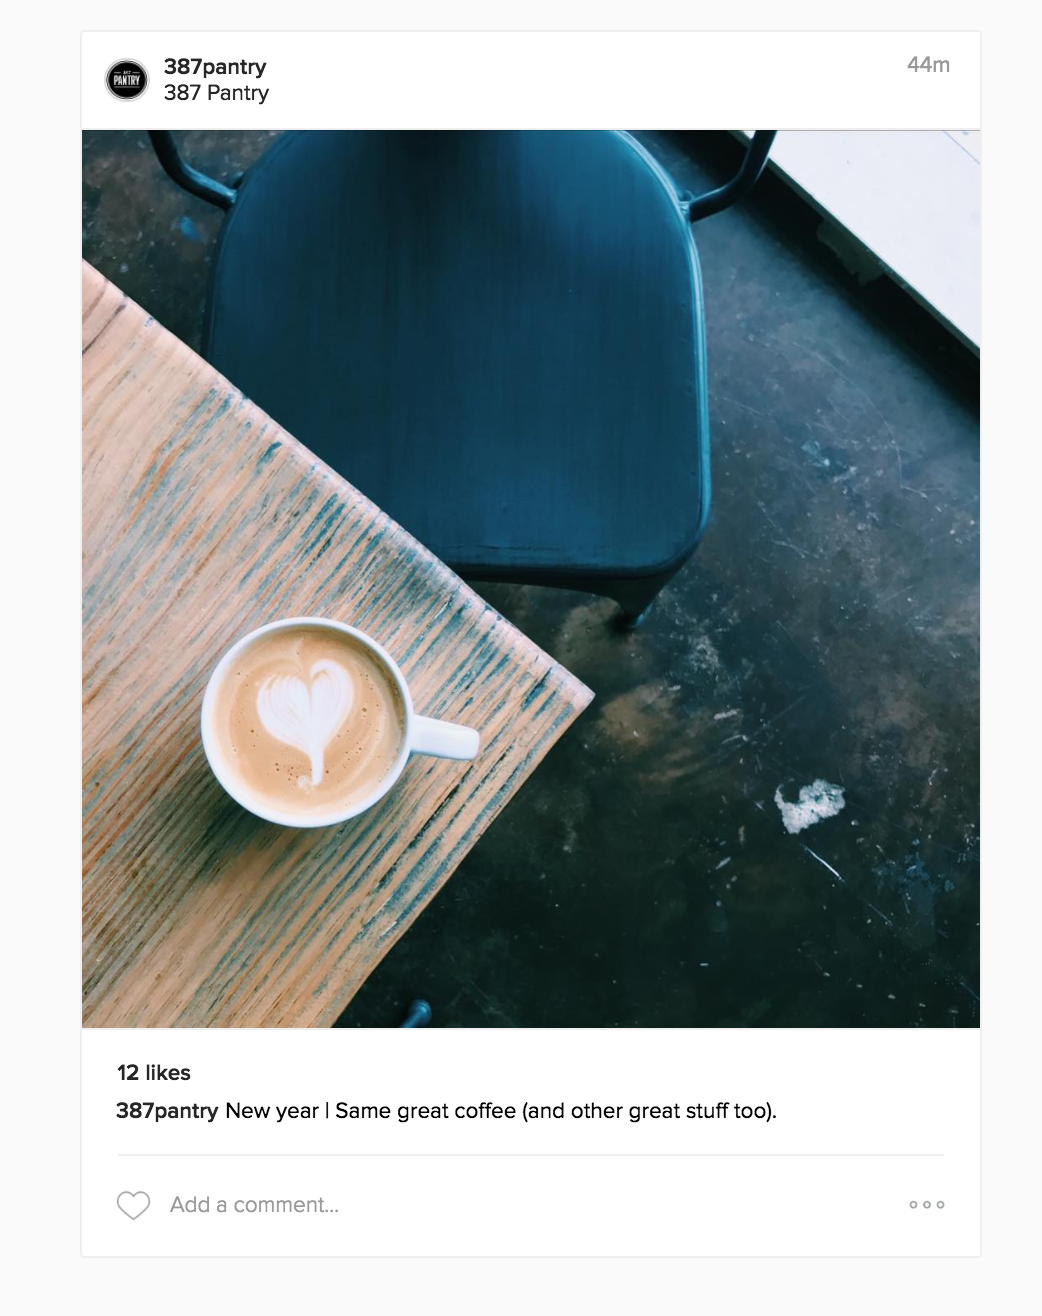 387pantry
387 Pantry
44m
387
PANTRY
12 likes
387pantry New year | Same great coffee (and other great stuff too).
Add a comment...